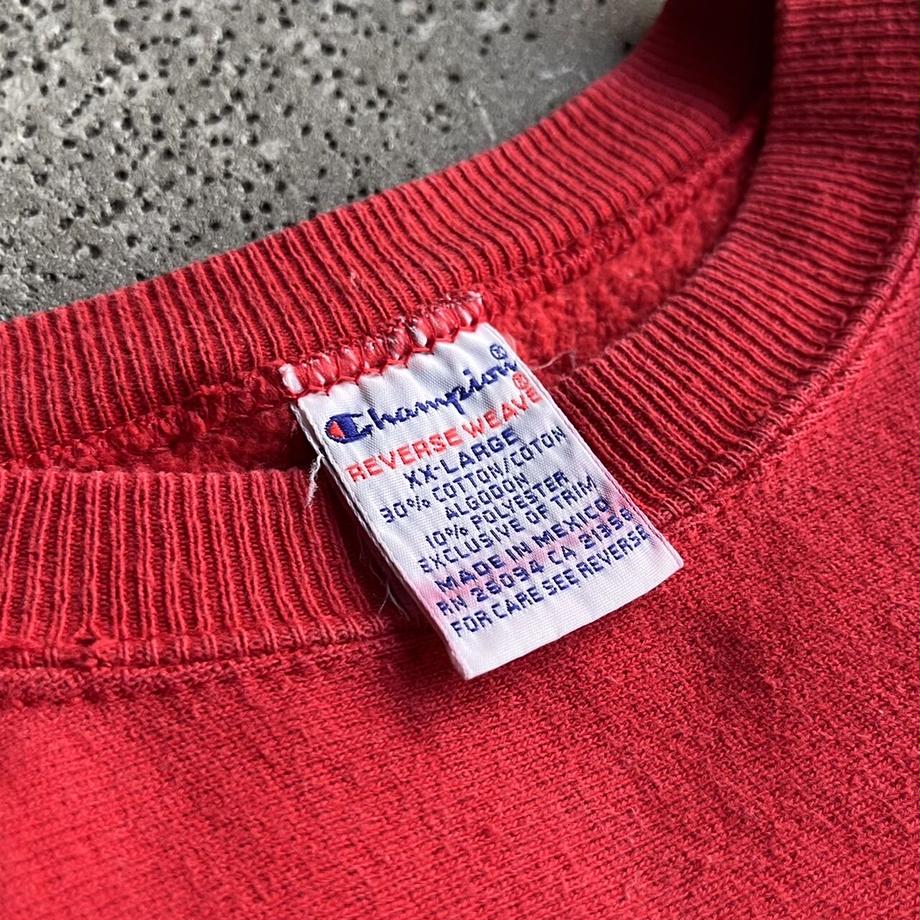 Champion®
REVERSE WEAVE®
XX-LARGE
90% COTTON/COTON
ALGODON
10% POLYESTER
EXCLUSIVE OF TRIM
MADE IN MEXICO
RN 26094 CA 21359
FOR CARE SEE REVERSE